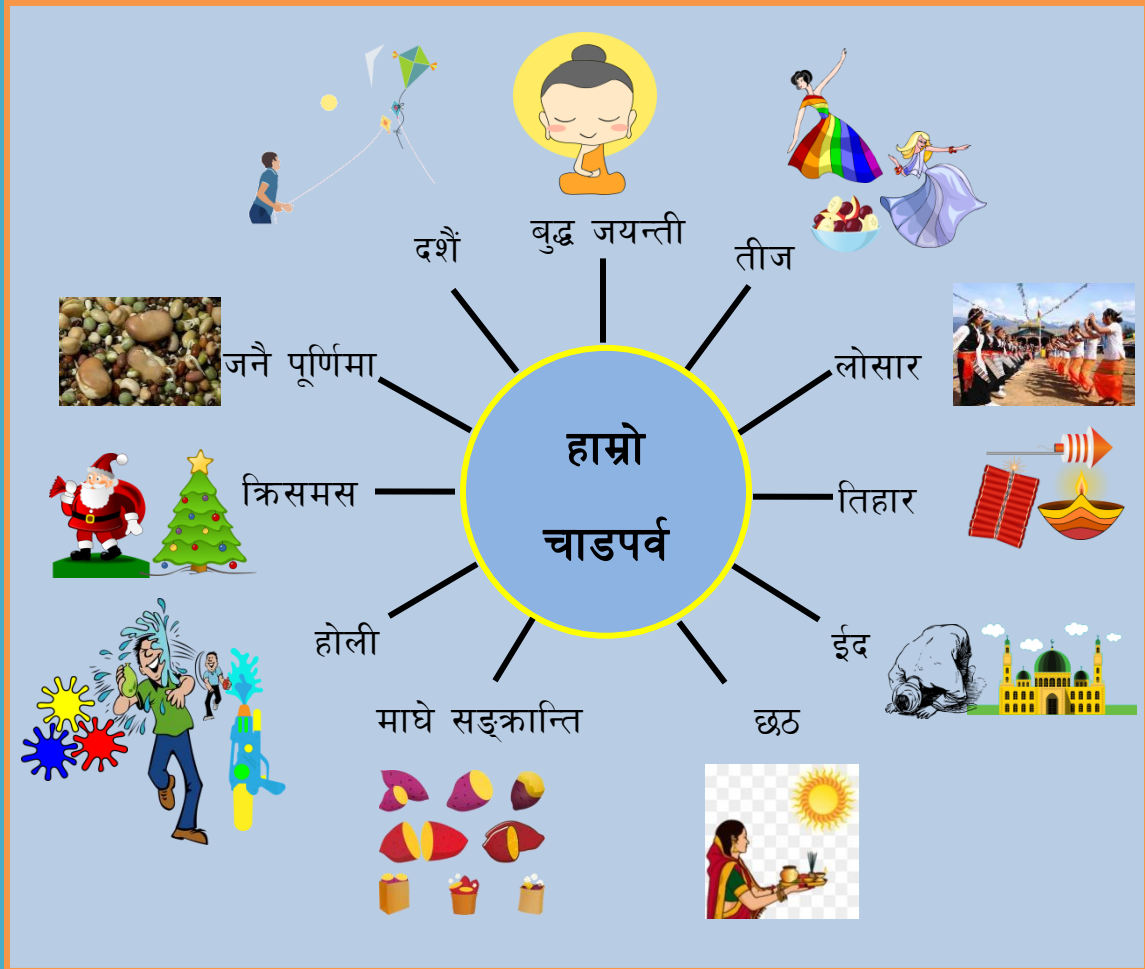 बुद्ध जयन्ती
दशैं
तीज
जनै पूर्णिमा
लोसार
हाम्रो
चाडपर्व
क्रिसमस
तिहार
होली
ईद
माघे सङ्क्रान्ति
छठ